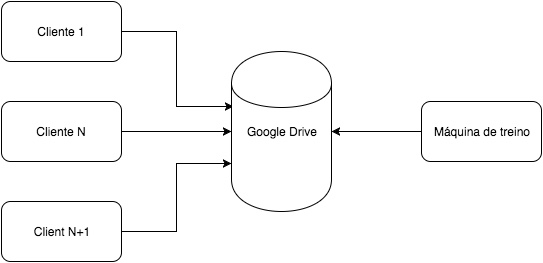 Cliente 1
Cliente N
Google Drive
Máquina de treino
Client N+1